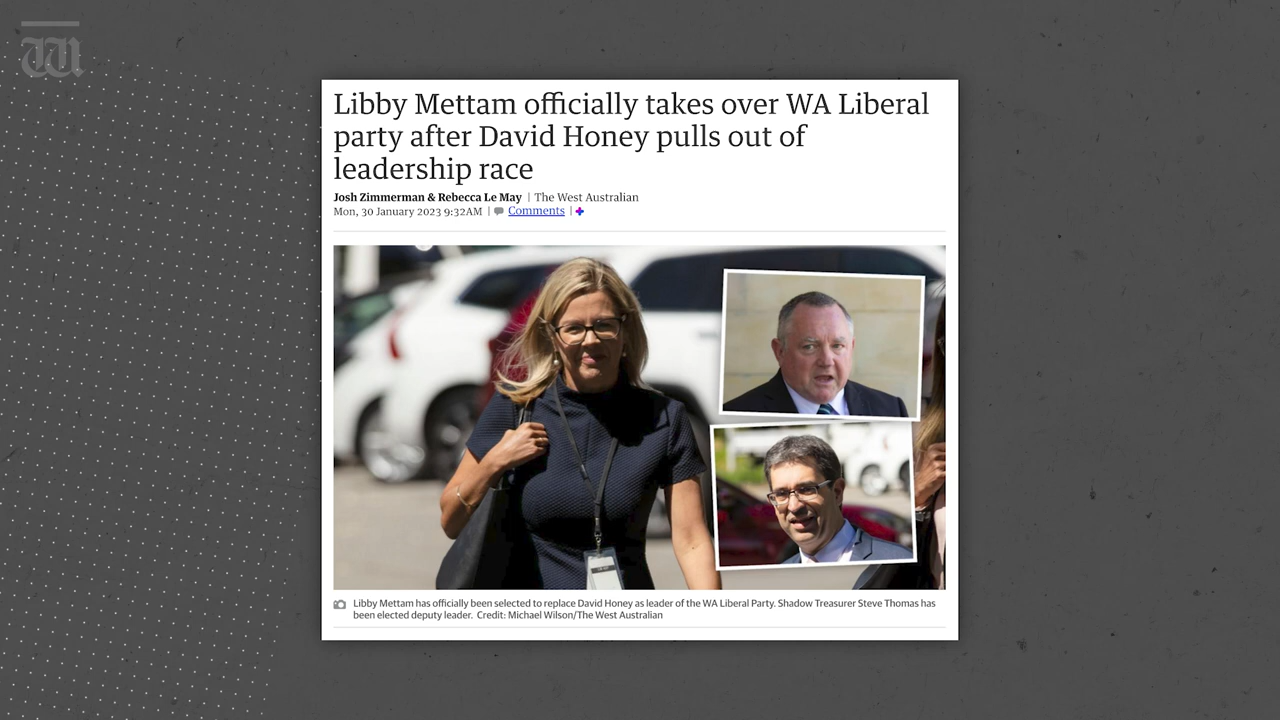 W
Libby Mettam officially takes over WA Liberal
party after David Honey pulls out of
leadership race
Josh Zimmerman & Rebecca Le May | The West Australian
Mon, 30 January 2023 9:32AM | Comments |
Libby Mettam has officially been selected to replace David Honey as leader of the WA Liberal Party. Shadow Treasurer Steve Thomas has
been elected deputy leader. Credit: Michael Wilson/The West Australian